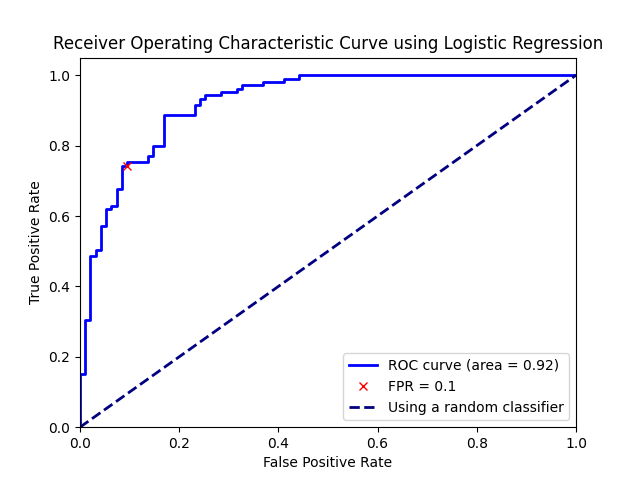 Receiver Operating Characteristic Curve using Logistic Regression
1.0
0.8
0.6
0.4
0.2
0.0
True Positive Rate
0.0 0.2 0.4 0.6 0.8 1.0
False Positive Rate
ROC curve (area = 0.92)
FPR = 0.1
Using a random classifier